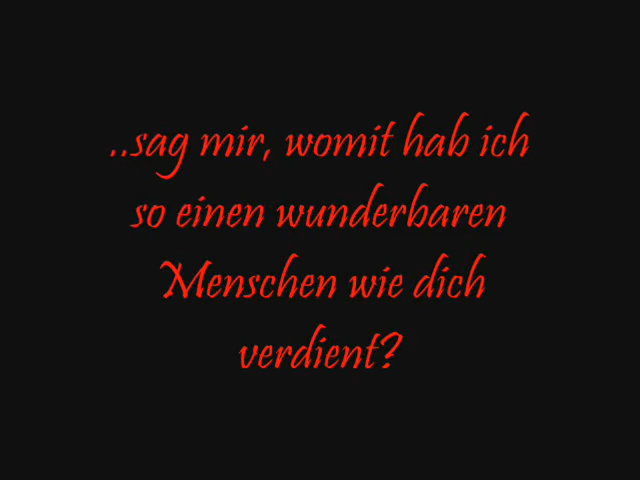 ..sag mir, womit hab ich
so einen wunderbaren
Menschen wie dich
verdient?